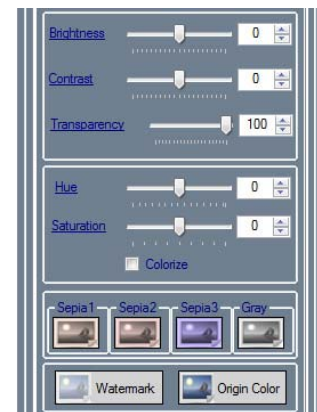 Brightness 0
Contrast 0
Transparency 100
Hue 0
Saturation 0
Colorize
Sepia1 Sepia2 Sepia3 Gray
Watermark Origin Color